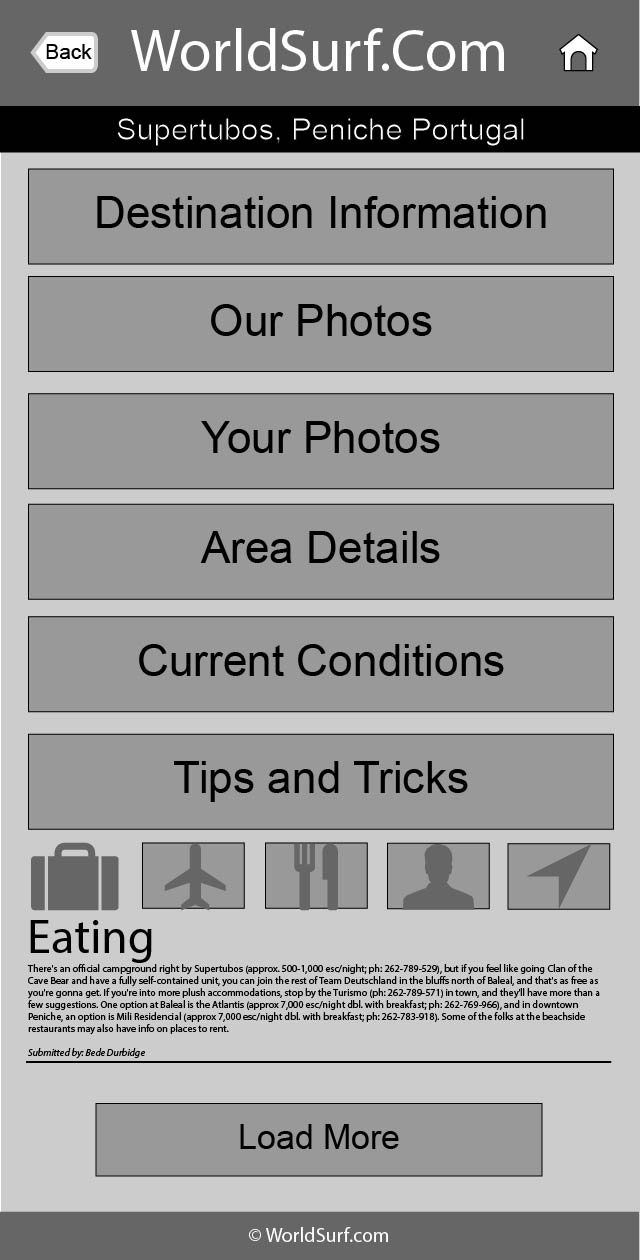 Back
WorldSurf.Com
Supertubos, Peniche Portugal
Destination Information
Our Photos
Your Photos
Area Details
Current Conditions
Tips and Tricks
Eating
There's an official campground right by Supertubos (approx. 500-1,000 esc/night; ph: 262-789-529), but if you feel like going Clan of the
Cave Bear and have a fully self-contained unit, you can join the rest of Team Deutschland in the bluffs north of Baleal, and that's as free as
you're gonna get. If you're into more plush accommodations, stop by the Turismo (ph: 262-789-571) in town, and they'll have more than a
few suggestions. One option at Baleal is the Atlantis (approx 7,000 esc/night dbl. with breakfast; ph: 262-769-966), and in downtown
Peniche, an option is Mili Residencial (approx 7,000 esc/night dbl. with breakfast; ph: 262-783-918). Some of the folks at the beachside
restaurants may also have info on places to rent.
Submitted by: Bede Durbidge
Load More
© WorldSurf.com